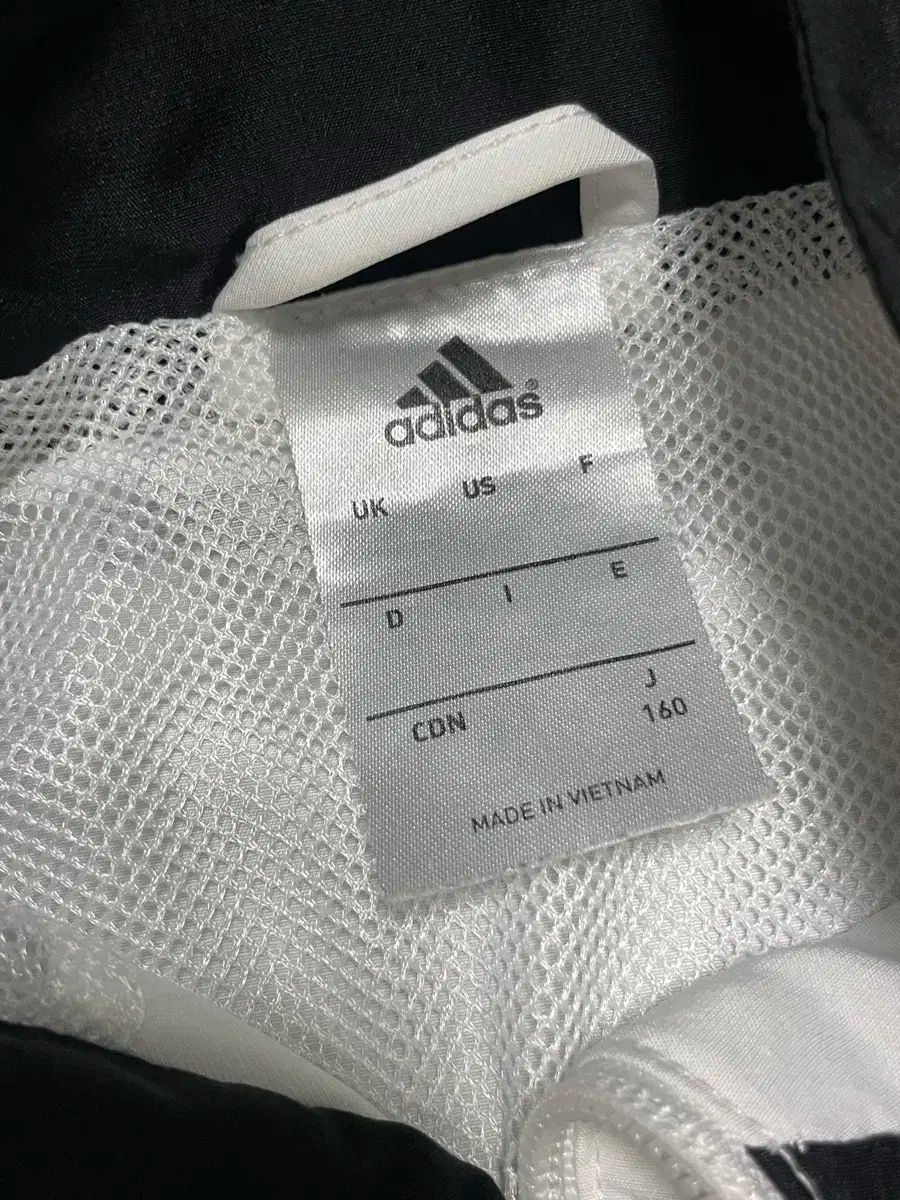 adidas®
UK US F
D I E
CDN J
160
MADE IN VIETNAM